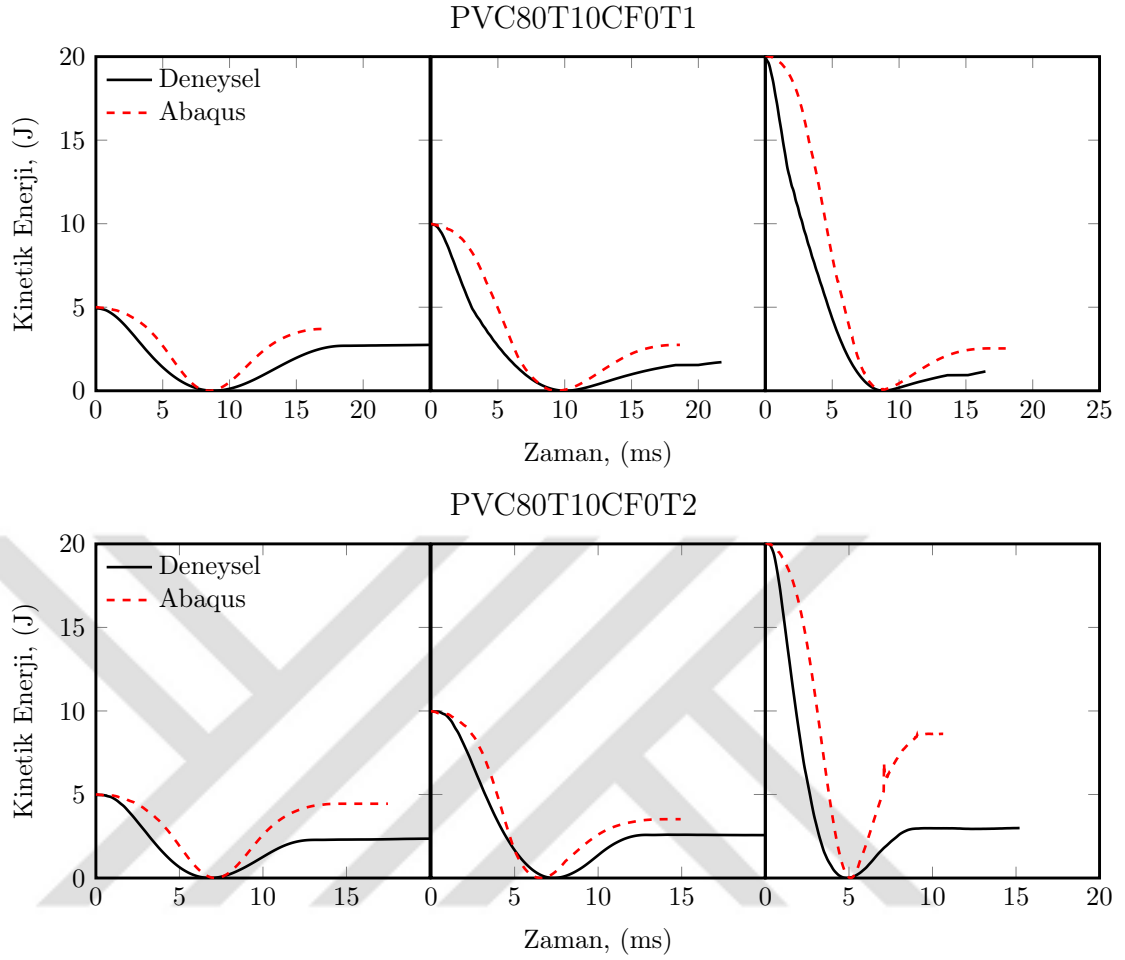 PVC80T10CF0T1
20
15
10
5
0
Kinetik Enerji, (J)
Deneysel
Abaqus
0 5 10 15 20 0 5 10 15 20 0 5 10 15 20 25
Zaman, (ms)
PVC80T10CF0T2
20
15
10
5
0
Kinetik Enerji, (J)
Deneysel
Abaqus
0 5 10 15 0 5 10 15 0 5 10 15 20
Zaman, (ms)